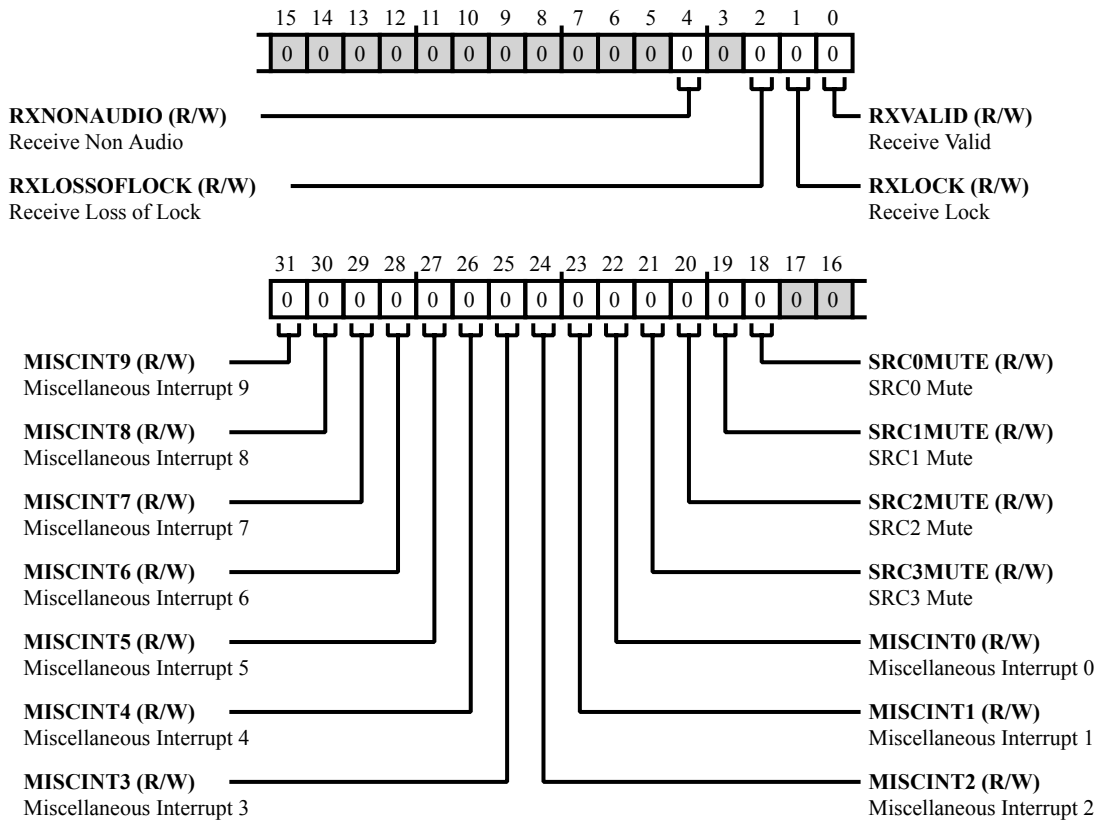 15 14 13 12 11 10 9 8 7 6 5 4 3 2 1 0
0 0 0 0 0 0 0 0 0 0 0 0 0 0 0 0
RXNONAUDIO (R/W)
Receive Non Audio
RXVALID (R/W)
Receive Valid
RXLOSSOFLOCK (R/W)
Receive Loss of Lock
RXLOCK (R/W)
Receive Lock
31 30 29 28 27 26 25 24 23 22 21 20 19 18 17 16
0 0 0 0 0 0 0 0 0 0 0 0 0 0 0 0
MISCINT9 (R/W)
Miscellaneous Interrupt 9
SRC0MUTE (R/W)
SRC0 Mute
MISCINT8 (R/W)
Miscellaneous Interrupt 8
SRC1MUTE (R/W)
SRC1 Mute
MISCINT7 (R/W)
Miscellaneous Interrupt 7
SRC2MUTE (R/W)
SRC2 Mute
MISCINT6 (R/W)
Miscellaneous Interrupt 6
SRC3MUTE (R/W)
SRC3 Mute
MISCINT5 (R/W)
Miscellaneous Interrupt 5
MISCINT0 (R/W)
Miscellaneous Interrupt 0
MISCINT4 (R/W)
Miscellaneous Interrupt 4
MISCINT1 (R/W)
Miscellaneous Interrupt 1
MISCINT3 (R/W)
Miscellaneous Interrupt 3
MISCINT2 (R/W)
Miscellaneous Interrupt 2